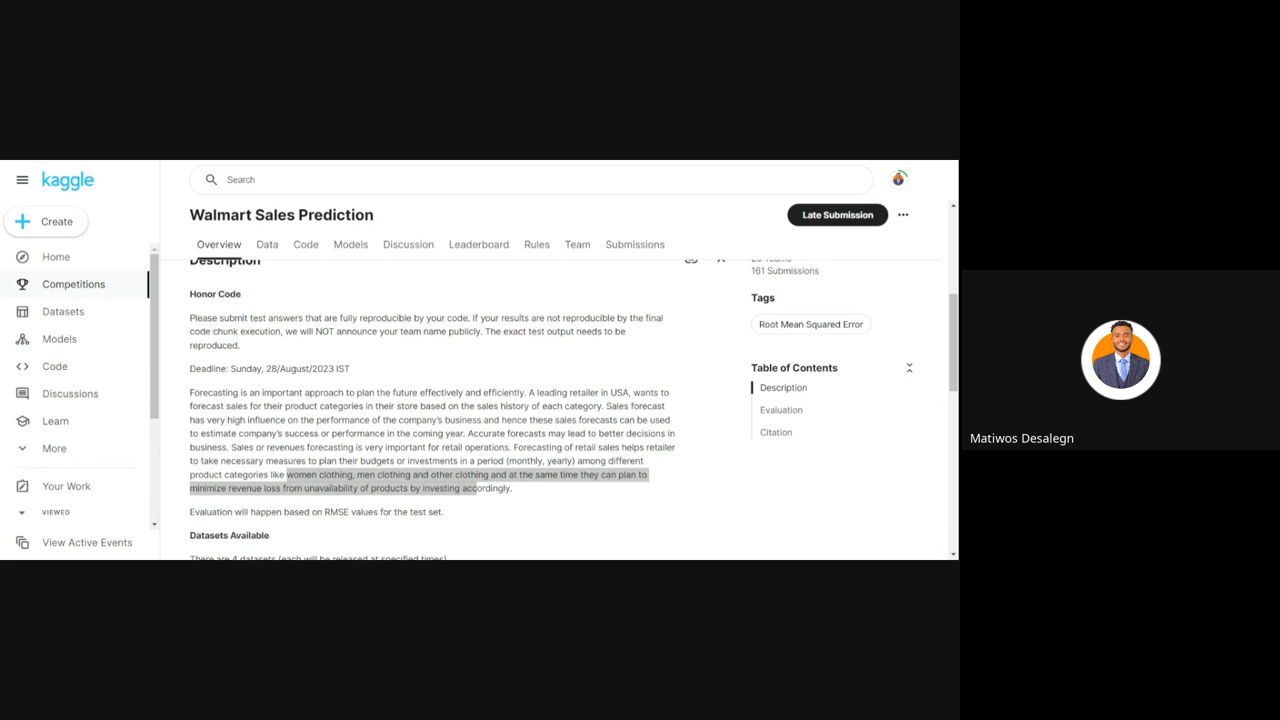 kaggle
Search
Create
Home
Competitions
Datasets
Models
Code
Discussions
Learn
More
Your Work
VIEWED
View Active Events
Walmart Sales Prediction
Late Submission
Overview Data Code Models Discussion Leaderboard Rules Team Submissions
Description
Honor Code
Please submit test answers that are fully reproducible by your code. If your results are not reproducible by the final
code chunk execution, we will NOT announce your team name publicly. The exact test output needs to be
reproduced.
Deadline: Sunday, 28/August/2023 IST
Forecasting is an important approach to plan the future effectively and efficiently. A leading retailer in USA, wants to
forecast sales for their product categories in their store based on the sales history of each category. Sales forecast
has very high influence on the performance of the company's business and hence these sales forecasts can be used
to estimate company's success or performance in the coming year. Accurate forecasts may lead to better decisions in
business. Sales or revenues forecasting is very important for retail operations. Forecasting of retail sales helps retailer
to take necessary measures to plan their budgets or investments in a period (monthly, yearly) among different
product categories like women clothing, men clothing and other clothing and at the same time they can plan to
minimize revenue loss from unavailability of products by investing accordingly.
Evaluation will happen based on RMSE values for the test set.
Datasets Available
There are 4 datasets (each will be released at specified times)
161 Submissions
Tags
Root Mean Squared Error
Table of Contents
Description
Evaluation
Citation
Matiwos Desalegn